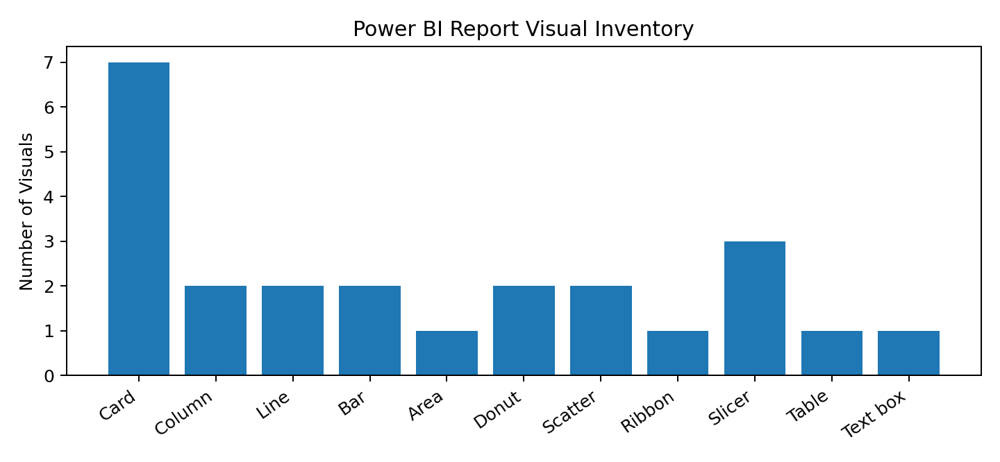 Power BI Report Visual Inventory
Number of Visuals
7
6
5
4
3
2
1
0
Card
Column
Line
Bar
Area
Donut
Scatter
Ribbon
Slicer
Table
Text box